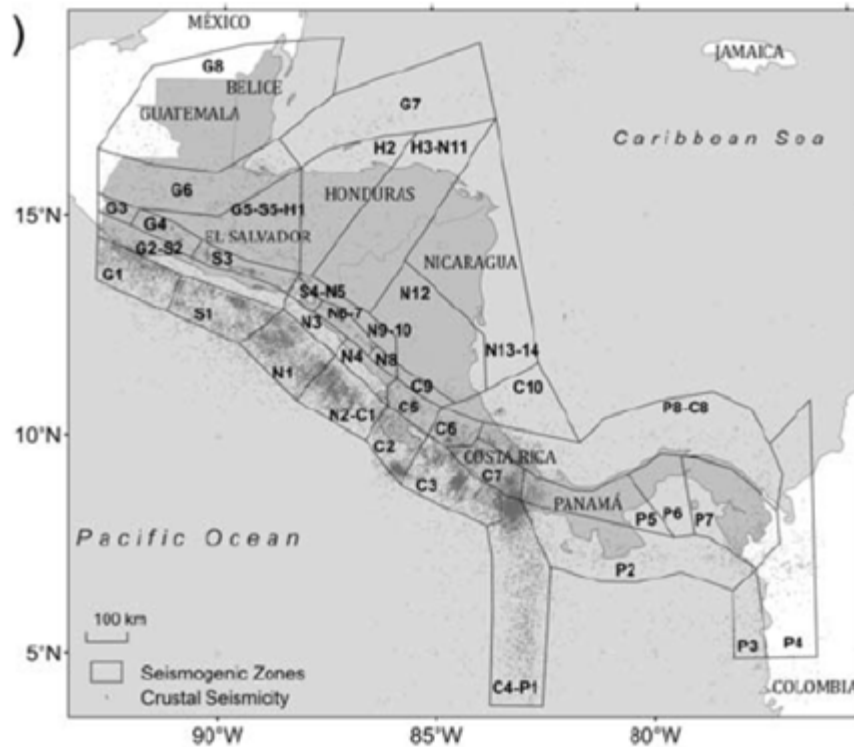 )
MÉXICO
JAMAICA
G8
BELICE
GUATEMALA
G7
Caribbean Sea
H2
H3-N11
G6
HONDURAS
15°N
G3
G5-S5-H1
G4
EL SALVADOR
G2-S2
S3
NICARAGUA
G1
S4-N5
N12
S1
N3
N6-7
N9-10
N4
N8
N13-14
N1
C9
C10
N2-C1
C5
P8-C8
10°N
C2
C6
COSTA RICA
C3
C7
PANAMÁ
P5
P6
P7
Pacific Ocean
P2
100 km
5°N
P3
P4
Seismogenic Zones
Crustal Seismicity
C4-P1
COLOMBIA
90°W
85°W
80°W